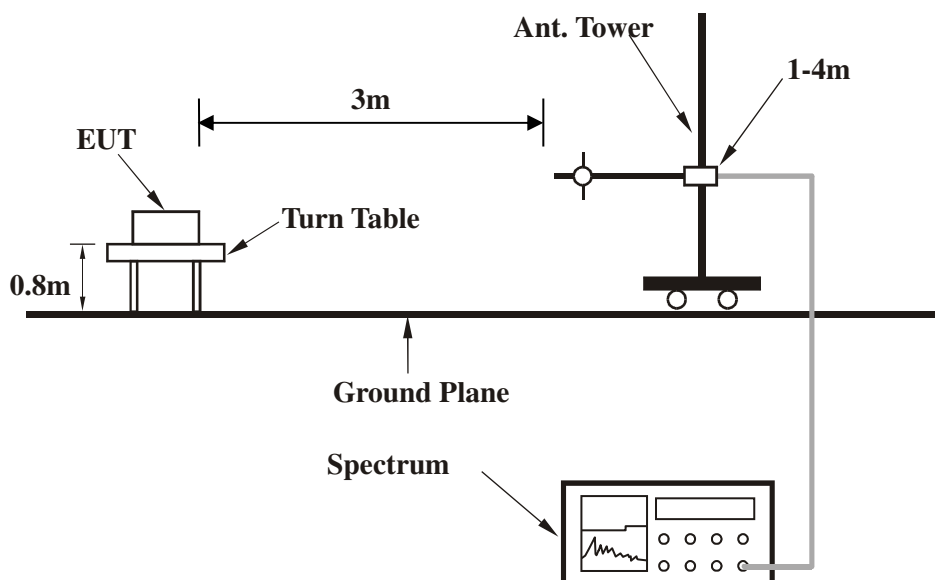 Ant. Tower
1-4m
3m
EUT
Turn Table
0.8m
Ground Plane
Spectrum